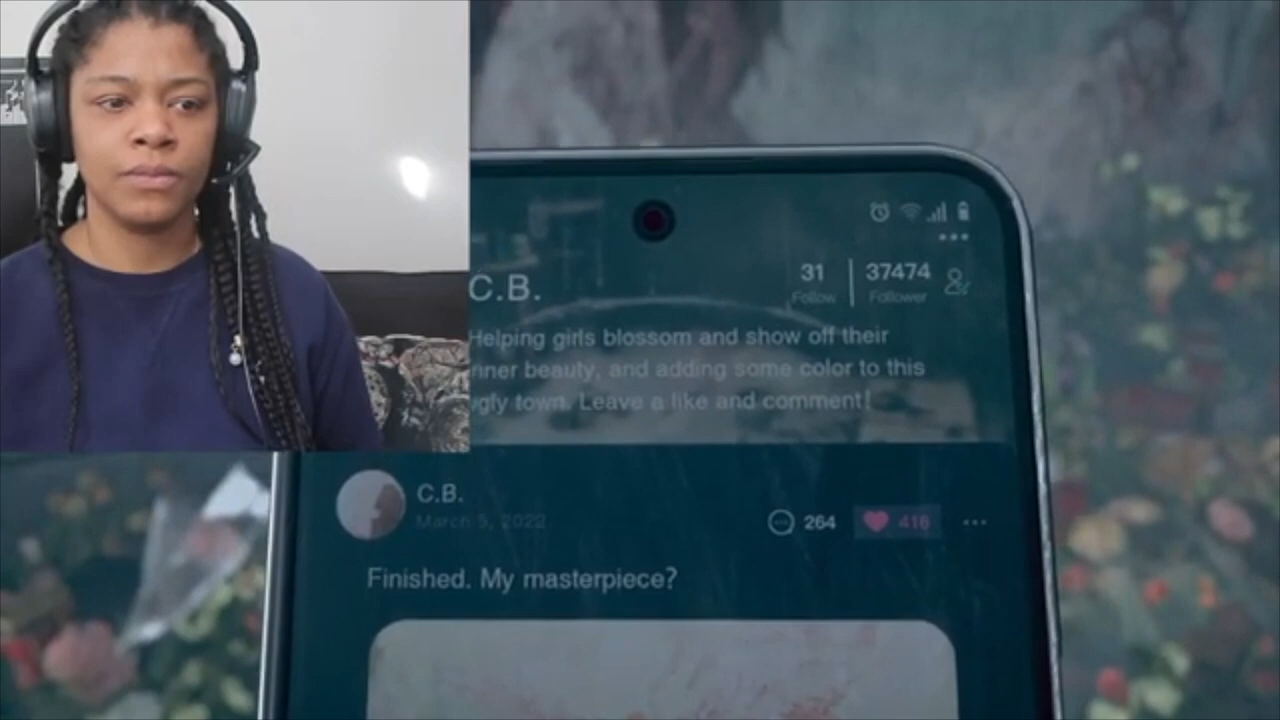 C.B.
31
37474
Follow
Follower
Helping girls blossom and show off their
inner beauty, and adding some color to this
ugly town. Leave a like and comment!
C.B.
March 5, 2022
264
416
Finished. My masterpiece?